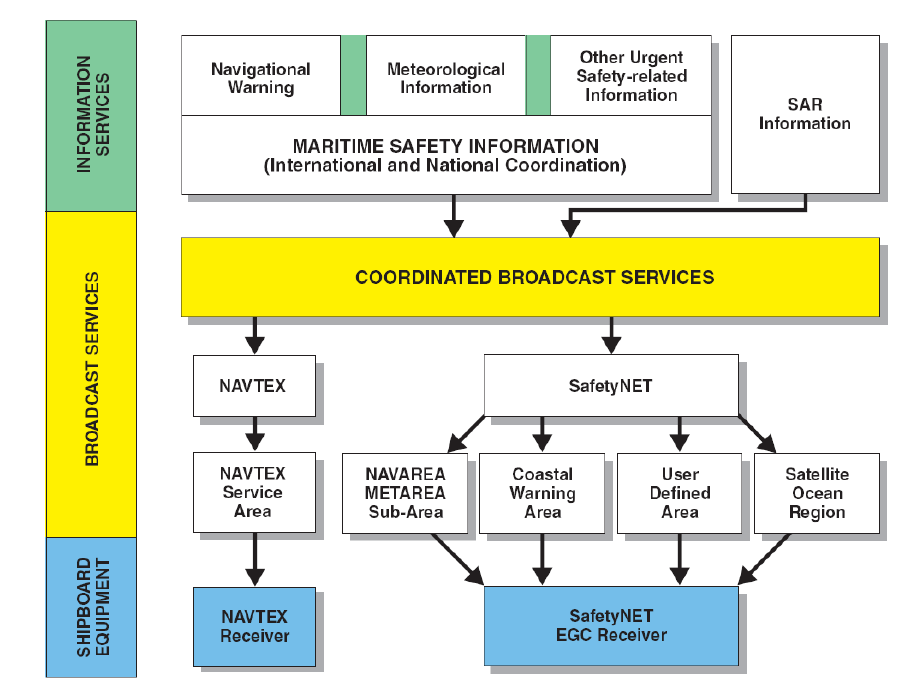 INFORMATION
SERVICES
Navigational
Warning
Meteorological
Information
Other Urgent
Safety-related
Information
MARITIME SAFETY INFORMATION
(International and National Coordination)
SAR
Information
BROADCAST SERVICES
COORDINATED BROADCAST SERVICES
NAVTEX
SafetyNET
NAVTEX
Service
Area
NAVAREA
METAREA
Sub-Area
Coastal
Warning
Area
User
Defined
Area
Satellite
Ocean
Region
SHIPBOARD
EQUIPMENT
NAVTEX
Receiver
SafetyNET
EGC Receiver